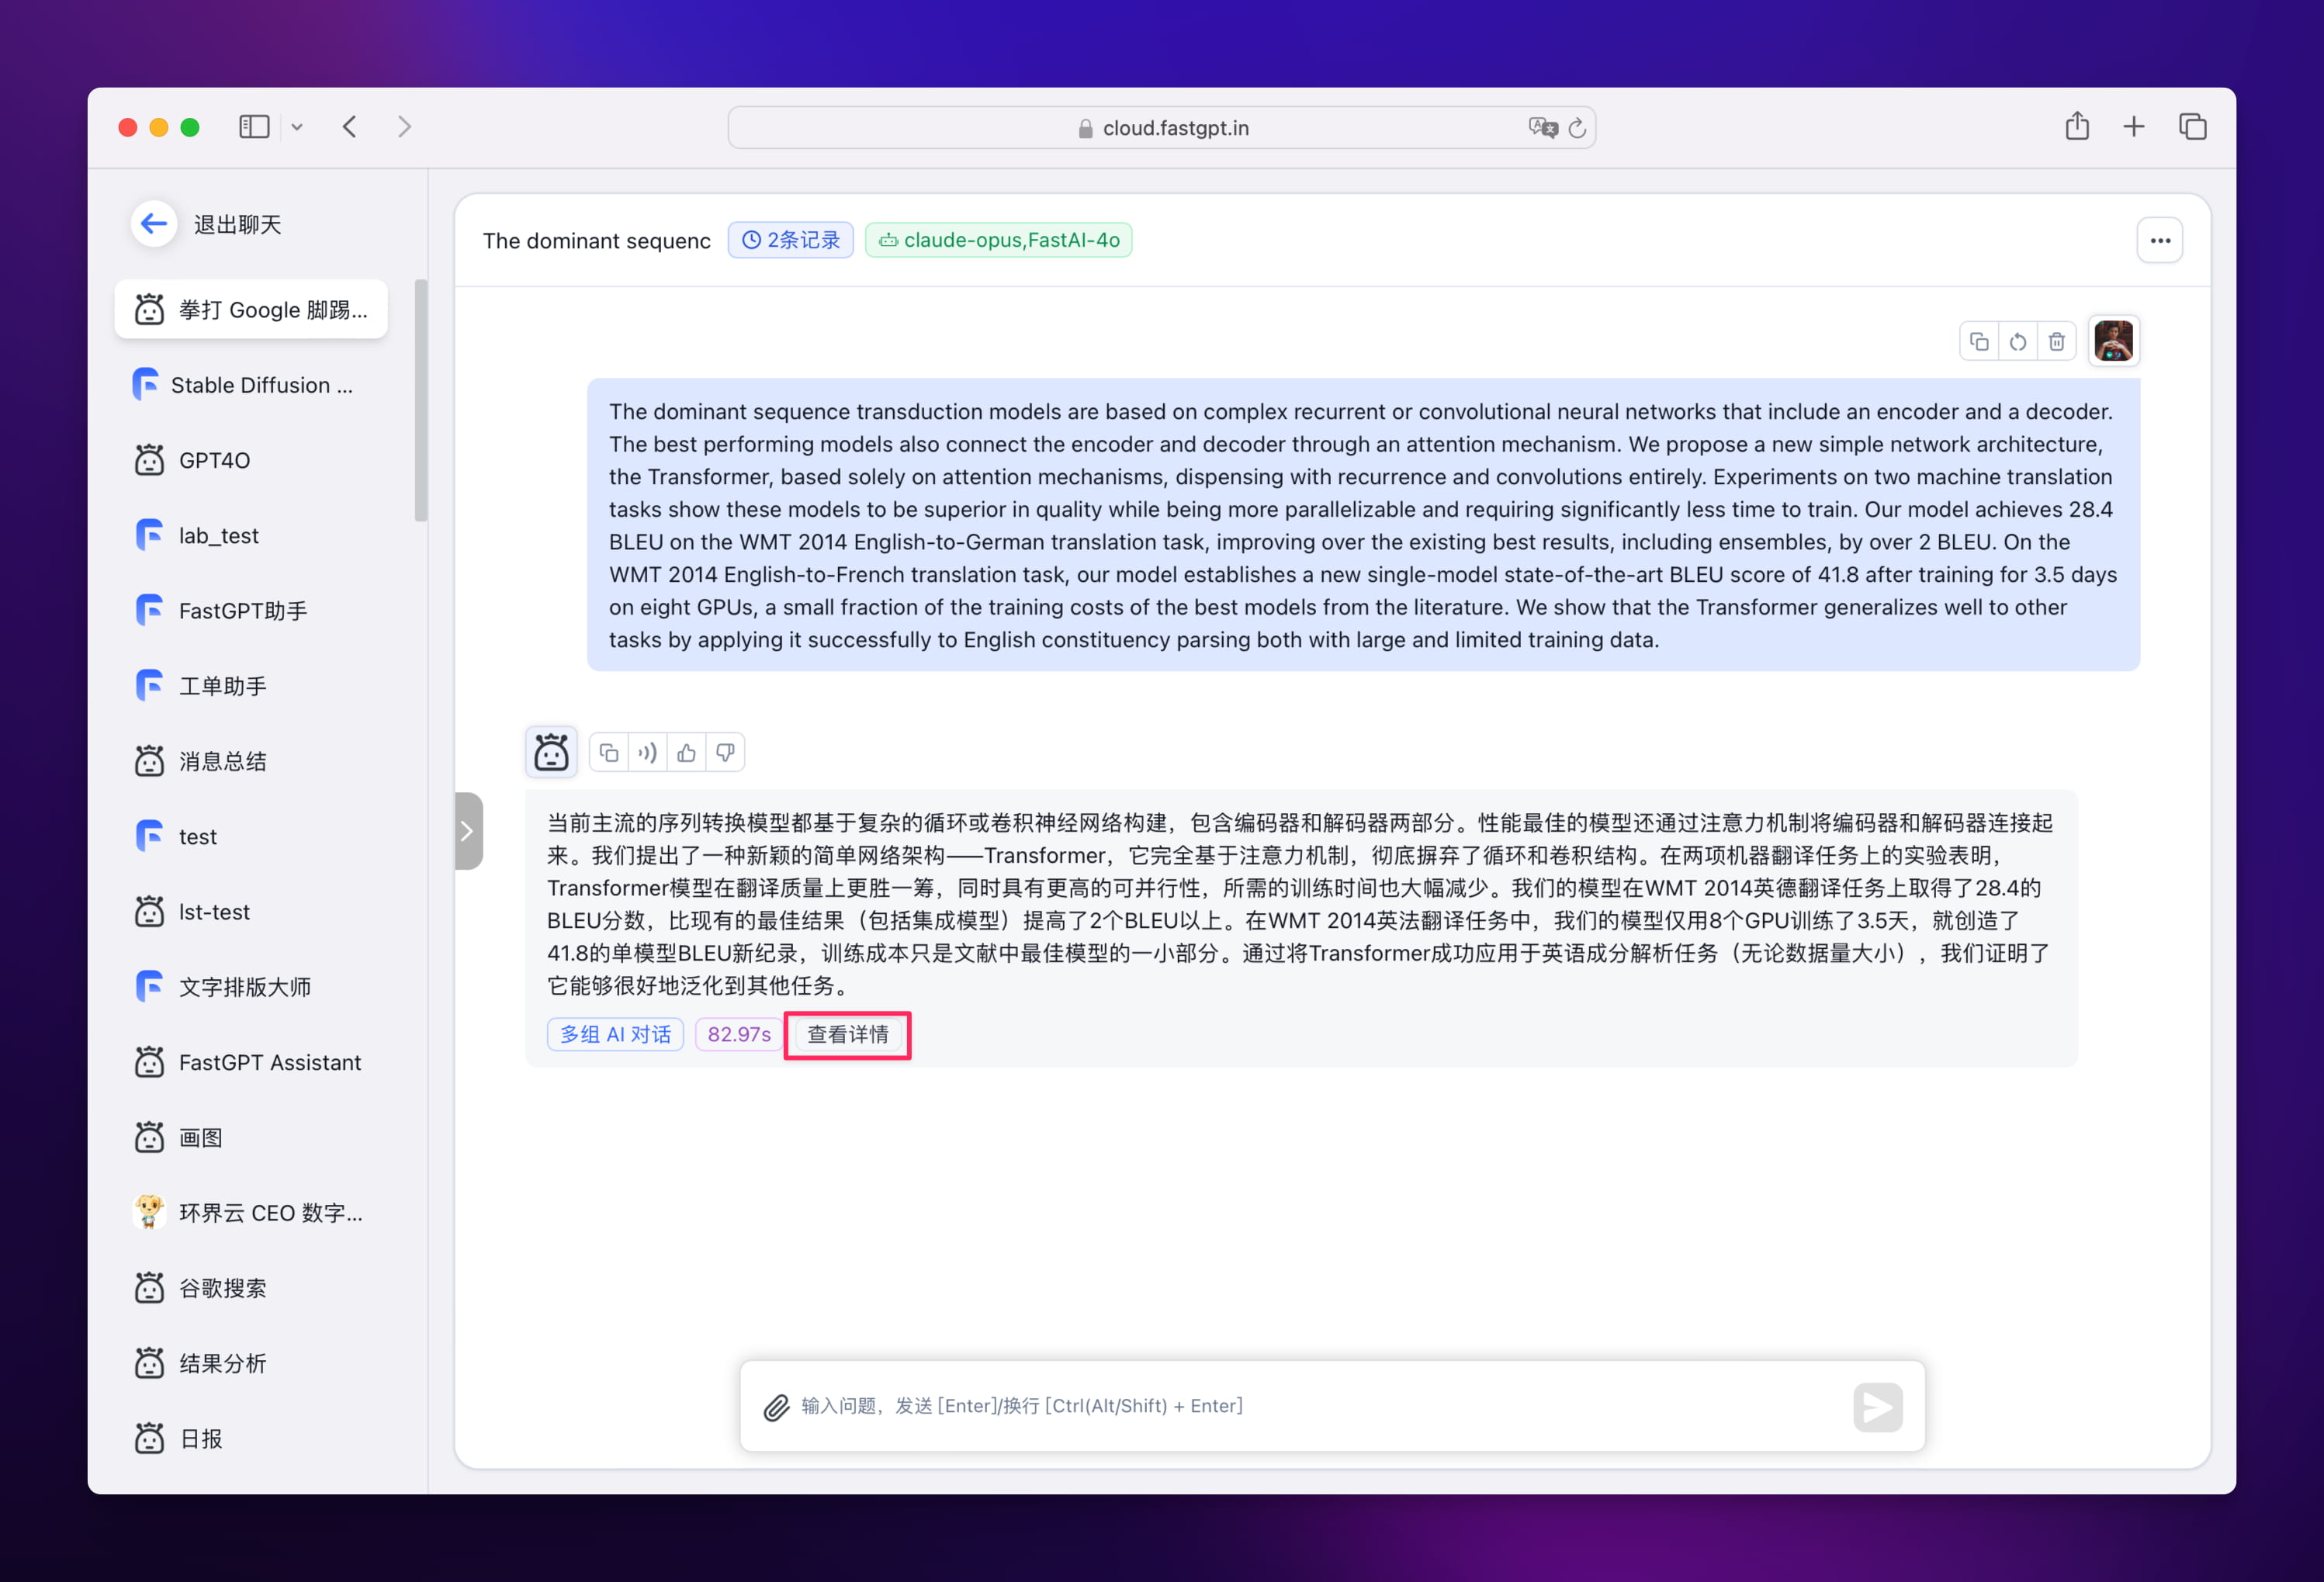 cloud.fastgpt.in
退出聊天
拳打 Google 脚踢...
Stable Diffusion ...
GPT4O
lab_test
FastGPT助手
工单助手
消息总结
test
lst-test
文字排版大师
FastGPT Assistant
画图
环界云 CEO 数字...
谷歌搜索
结果分析
日报
The dominant sequenc
2条记录
claude-opus,FastAI-4o
The dominant sequence transduction models are based on complex recurrent or convolutional neural networks that include an encoder and a decoder.
The best performing models also connect the encoder and decoder through an attention mechanism. We propose a new simple network architecture,
the Transformer, based solely on attention mechanisms, dispensing with recurrence and convolutions entirely. Experiments on two machine translation
tasks show these models to be superior in quality while being more parallelizable and requiring significantly less time to train. Our model achieves 28.4
BLEU on the WMT 2014 English-to-German translation task, improving over the existing best results, including ensembles, by over 2 BLEU. On the
WMT 2014 English-to-French translation task, our model establishes a new single-model state-of-the-art BLEU score of 41.8 after training for 3.5 days
on eight GPUs, a small fraction of the training costs of the best models from the literature. We show that the Transformer generalizes well to other
tasks by applying it successfully to English constituency parsing both with large and limited training data.
当前主流的序列转换模型都基于复杂的循环或卷积神经网络构建，包含编码器和解码器两部分。性能最佳的模型还通过注意力机制将编码器和解码器连接起
来。我们提出了一种新颖的简单网络架构——Transformer，它完全基于注意力机制，彻底摒弃了循环和卷积结构。在两项机器翻译任务上的实验表明，
Transformer模型在翻译质量上更胜一筹，同时具有更高的可并行性，所需的训练时间也大幅减少。我们的模型在WMT 2014英德翻译任务上取得了28.4的
BLEU分数，比现有的最佳结果（包括集成模型）提高了2个BLEU以上。在WMT 2014英法翻译任务中，我们的模型仅用8个GPU训练了3.5天，就创造了
41.8的单模型BLEU新纪录，训练成本只是文献中最佳模型的一小部分。通过将Transformer成功应用于英语成分解析任务（无论数据量大小），我们证明了
它能够很好地泛化到其他任务。
多组 AI 对话
82.97s
查看详情
输入问题，发送 [Enter]/换行 [Ctrl(Alt/Shift) + Enter]